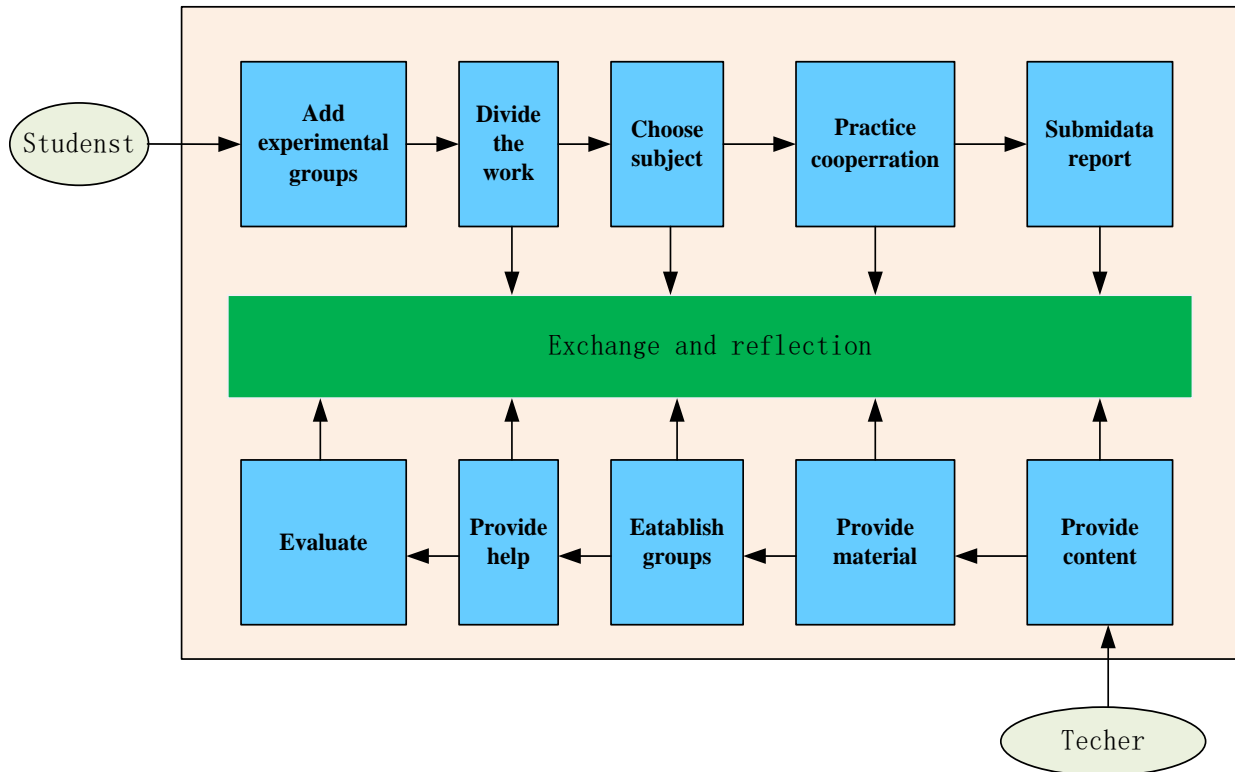 Studenst
Add
experimental
groups
Divide
the
work
Choose
subject
Practice
cooperration
Submidata
report
Exchange and reflection
Evaluate
Provide
help
Eatablish
groups
Provide
material
Provide
content
Techer